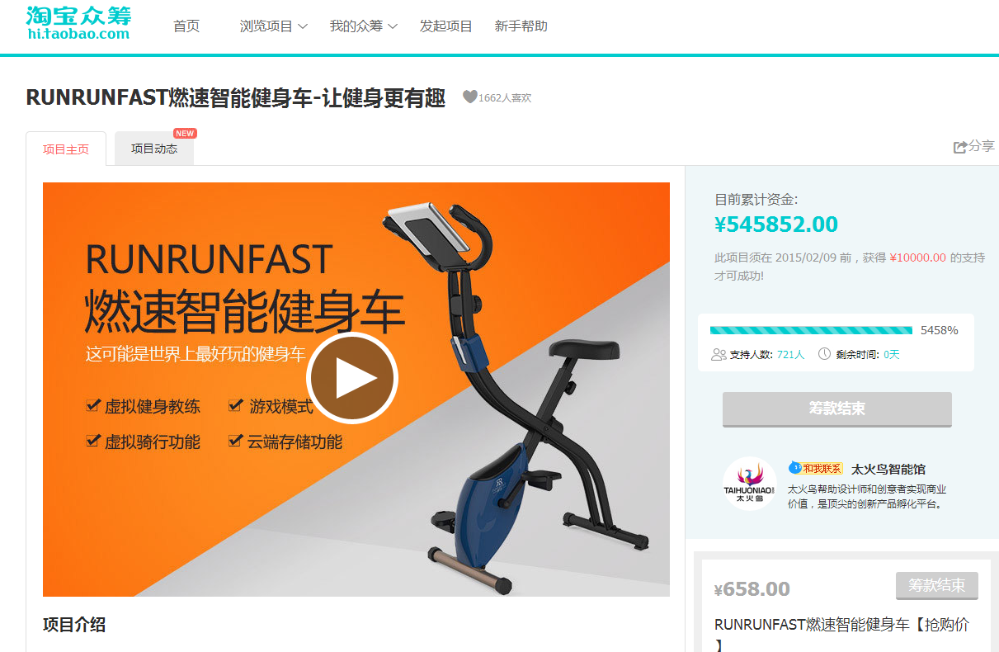 淘宝众筹
hi.taobao.com
首页 浏览项目 我的众筹 发起项目 新手帮助
RUNRUNFAST燃速智能健身车-让健身更有趣 1662人喜欢
项目主页 项目动态 NEW
分享
RUNRUNFAST
燃速智能健身车
这可能是世界上最好玩的健身车
虚拟健身教练 游戏模式
虚拟骑行功能 云端存储功能
项目介绍
目前累计资金:
¥545852.00
此项目须在 2015/02/09 前，获得 ¥10000.00 的支持
才可成功!
5458%
支持人数: 721人 剩余时间: 0天
筹款结束
TAIHUONIAO
太火鸟
和我联系 太火鸟智能馆
太火鸟帮助设计师和创意者实现商业
价值，是顶尖的创新产品孵化平台。
¥658.00 筹款结束
RUNRUNFAST燃速智能健身车【抢购价
】